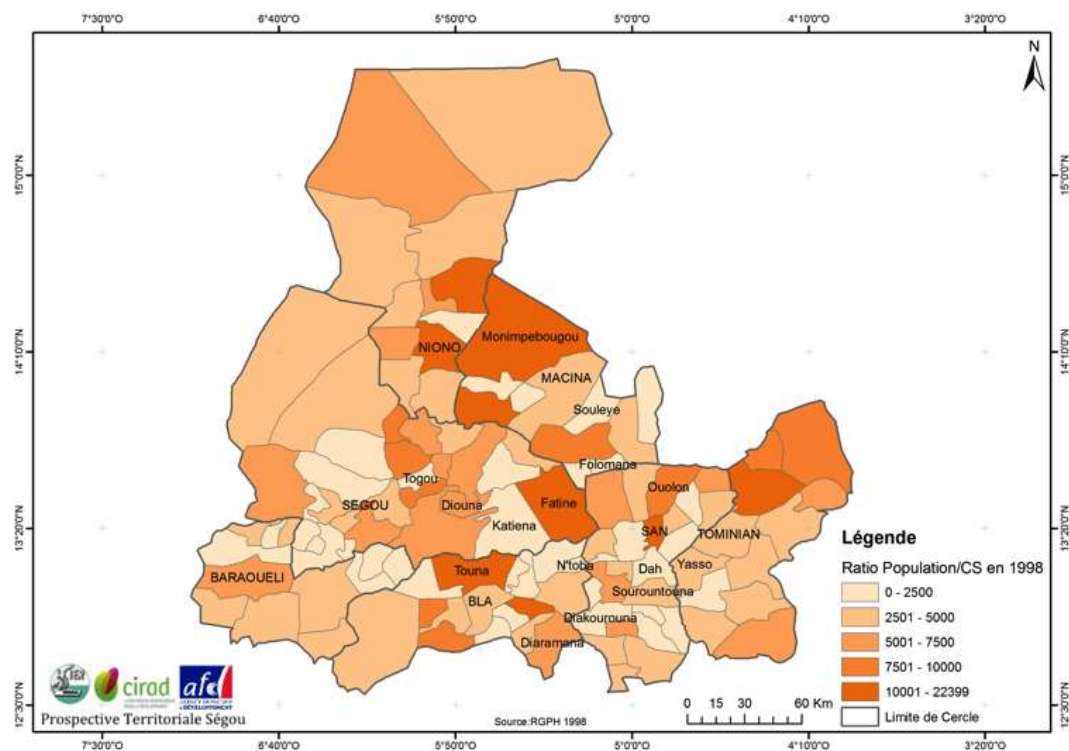 7°30'0"O 6°40'0"O 5°50'0"O 5°0'0"O 4°10'0"O 3°20'0"O
N
15°0'0"N 15°0'0"N
14°10'0"N 14°10'0"N
13°20'0"N 13°20'0"N
12°30'0"N 12°30'0"N
NIONO
Monimpebougou
MACINA
Souleye
Folomana
Togou
Ouolon
SEGOU
Diouna
Fatine
Katiena
SAN
TOMINIAN
BARAOUELI
Touna
N'toba
Dah
Yasso
BLA
Sourountouna
Diakourouna
Diaramana
Légende
Ratio Population/CS en 1998
0 - 2500
2501 - 5000
5001 - 7500
7501 - 10000
10001 - 22399
Limite de Cercle
IER
cirad
afd
Prospective Territoriale Ségou
Source:RGPH 1998
0 15 30 60 Km
7°30'0"O 6°40'0"O 5°50'0"O 5°0'0"O 4°10'0"O 3°20'0"O